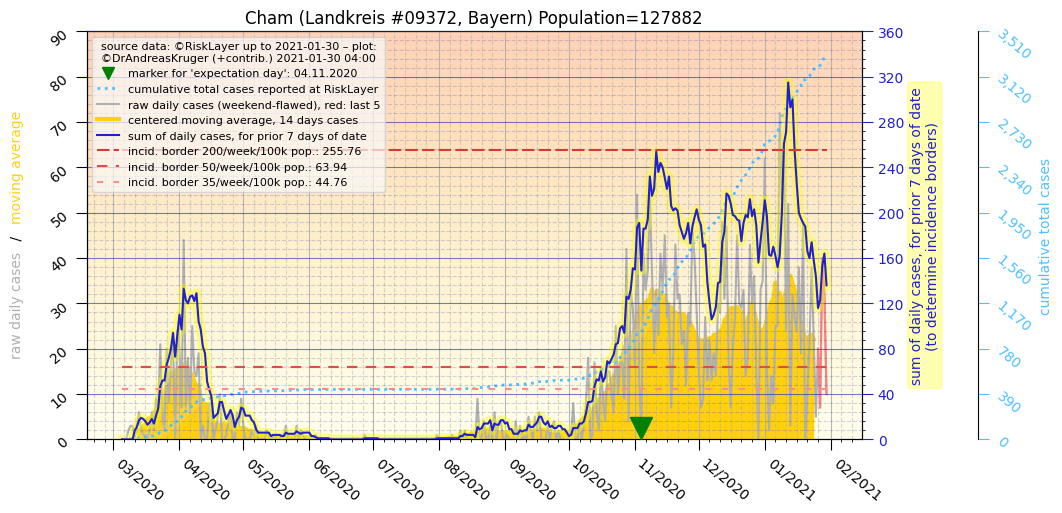 Cham (Landkreis #09372, Bayern) Population=127882
source data: ©RiskLayer up to 2021-01-30 – plot:
©DrAndreasKruger (+contrib.) 2021-01-30 04:00
marker for 'expectation day': 04.11.2020
cumulative total cases reported at RiskLayer
raw daily cases (weekend-flawed), red: last 5
centered moving average, 14 days cases
sum of daily cases, for prior 7 days of date
incid. border 200/week/100k pop.: 255.76
incid. border 50/week/100k pop.: 63.94
incid. border 35/week/100k pop.: 44.76
raw daily cases / moving average
90
80
70
60
50
40
30
20
10
0
03/2020
04/2020
05/2020
06/2020
07/2020
08/2020
09/2020
10/2020
11/2020
12/2020
01/2021
02/2021
360
320
280
240
200
160
120
80
40
0
sum of daily cases, for prior 7 days of date
(to determine incidence borders)
3,510
3,120
2,730
2,340
1,950
1,560
1,170
780
390
0
cumulative total cases